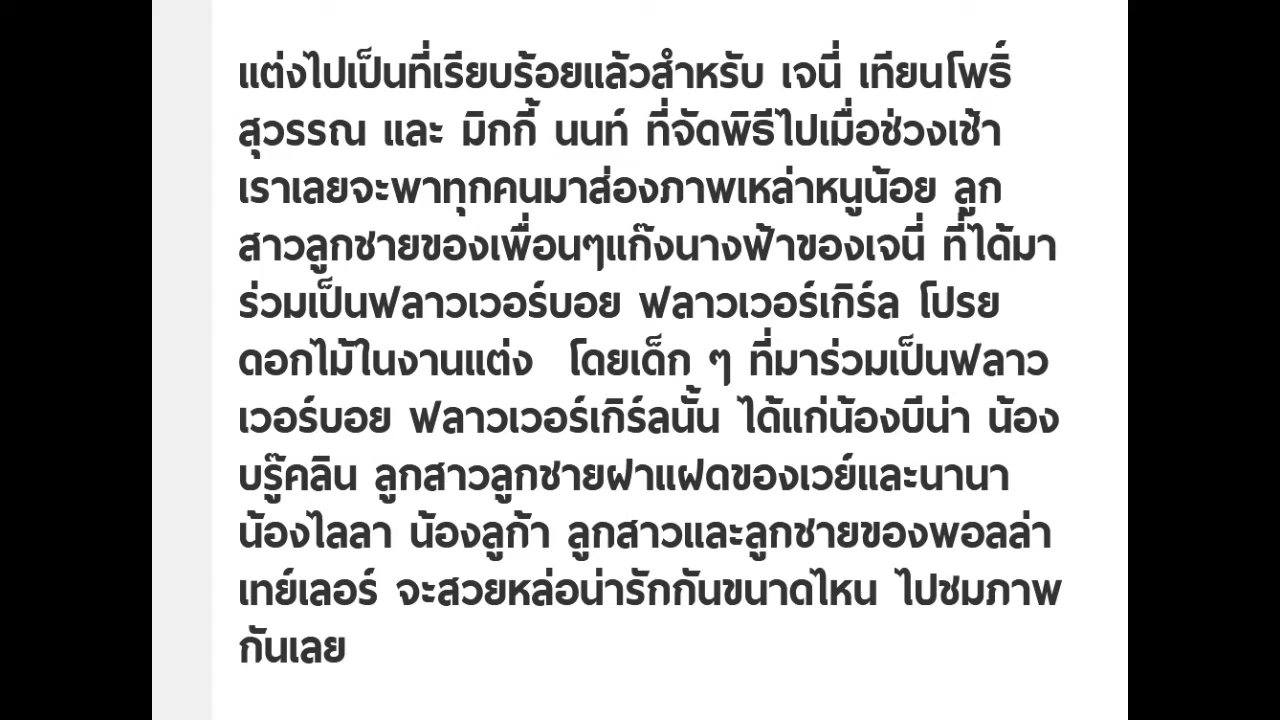 แต่งไปเป็นที่เรียบร้อยแล้วสำหรับ เจนี่ เทียนโพธิ์
สุวรรณ และ มิกกี้ นนท์ ที่จัดพิธีไปเมื่อช่วงเช้า
เราเลยจะพาทุกคนมาส่องภาพเหล่าหนูน้อย ลูก
สาวลูกชายของเพื่อนๆแก๊งนางฟ้าของเจนี่ ที่ได้มา
ร่วมเป็นฟลาวเวอร์บอย ฟลาวเวอร์เกิร์ล โปรย
ดอกไม้ในงานแต่ง โดยเด็ก ๆ ที่มาร่วมเป็นฟลาว
เวอร์บอย ฟลาวเวอร์เกิร์ลนั้น ได้แก่น้องบีน่า น้อง
บรู๊คลิน ลูกสาวลูกชายฝาแฝดของเวย์และนานา
น้องไลลา น้องลูก้า ลูกสาวและลูกชายของพอลล่า
เทย์เลอร์ จะสวยหล่อน่ารักกันขนาดไหน ไปชมภาพ
กันเลย